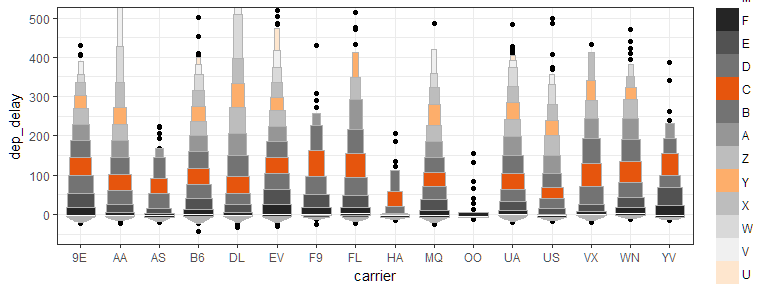 500
400
300
200
100
0
dep_delay
9E AA AS B6 DL EV F9 FL HA MQ OO UA US VX WN YV
carrier
F
E
D
C
B
A
Z
Y
X
W
V
U